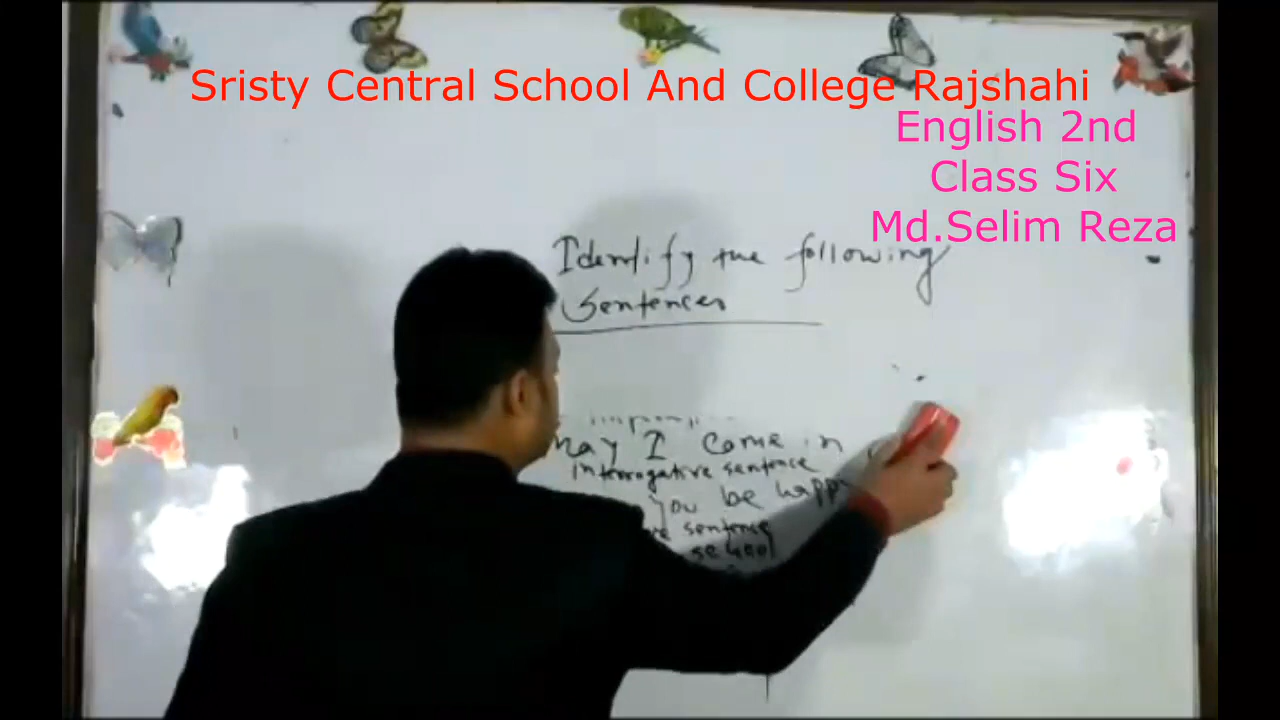 Sristy Central School And College Rajshahi
English 2nd
Class Six
Md.Selim Reza
Identify the following
Sentences
may I come in
interrogative sentence
you be happy
sentence
school